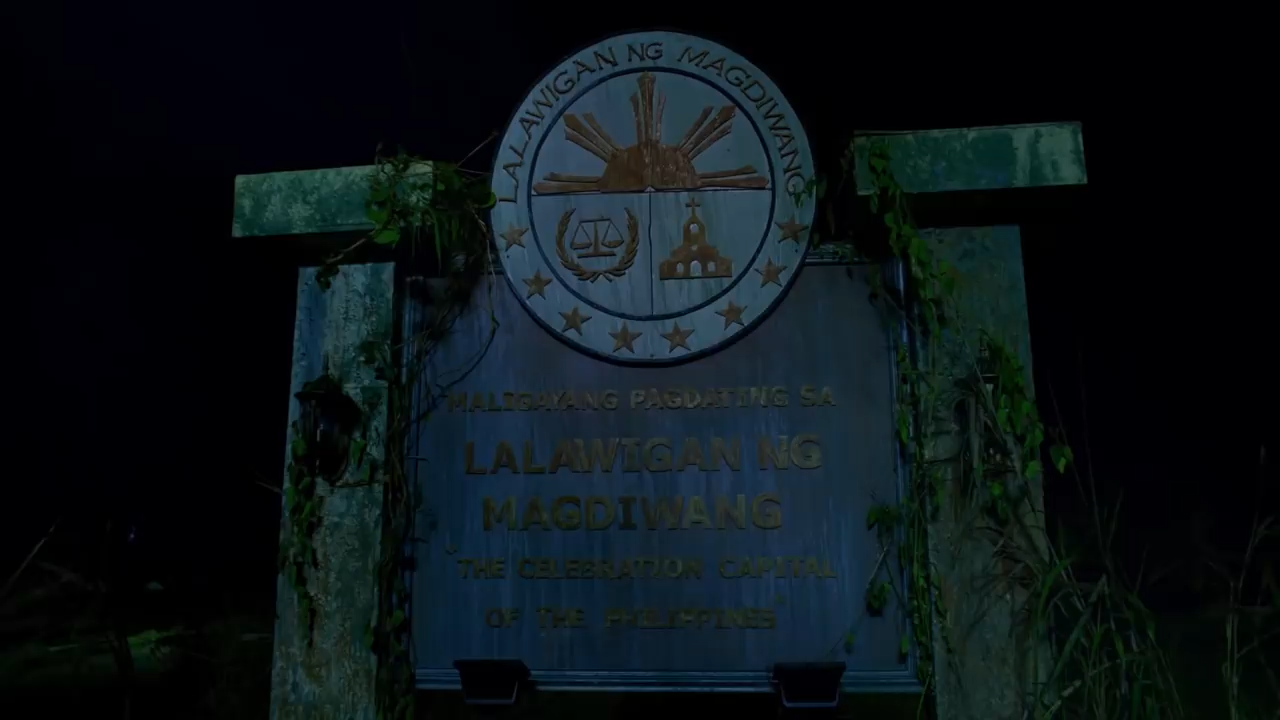 LALAWIGAN NG MAGDIWANG
MALIGAYANG PAGDATING SA
LALAWIGAN NG
MAGDIWANG
"THE CELEBRATION CAPITAL
OF THE PHILIPPINES"